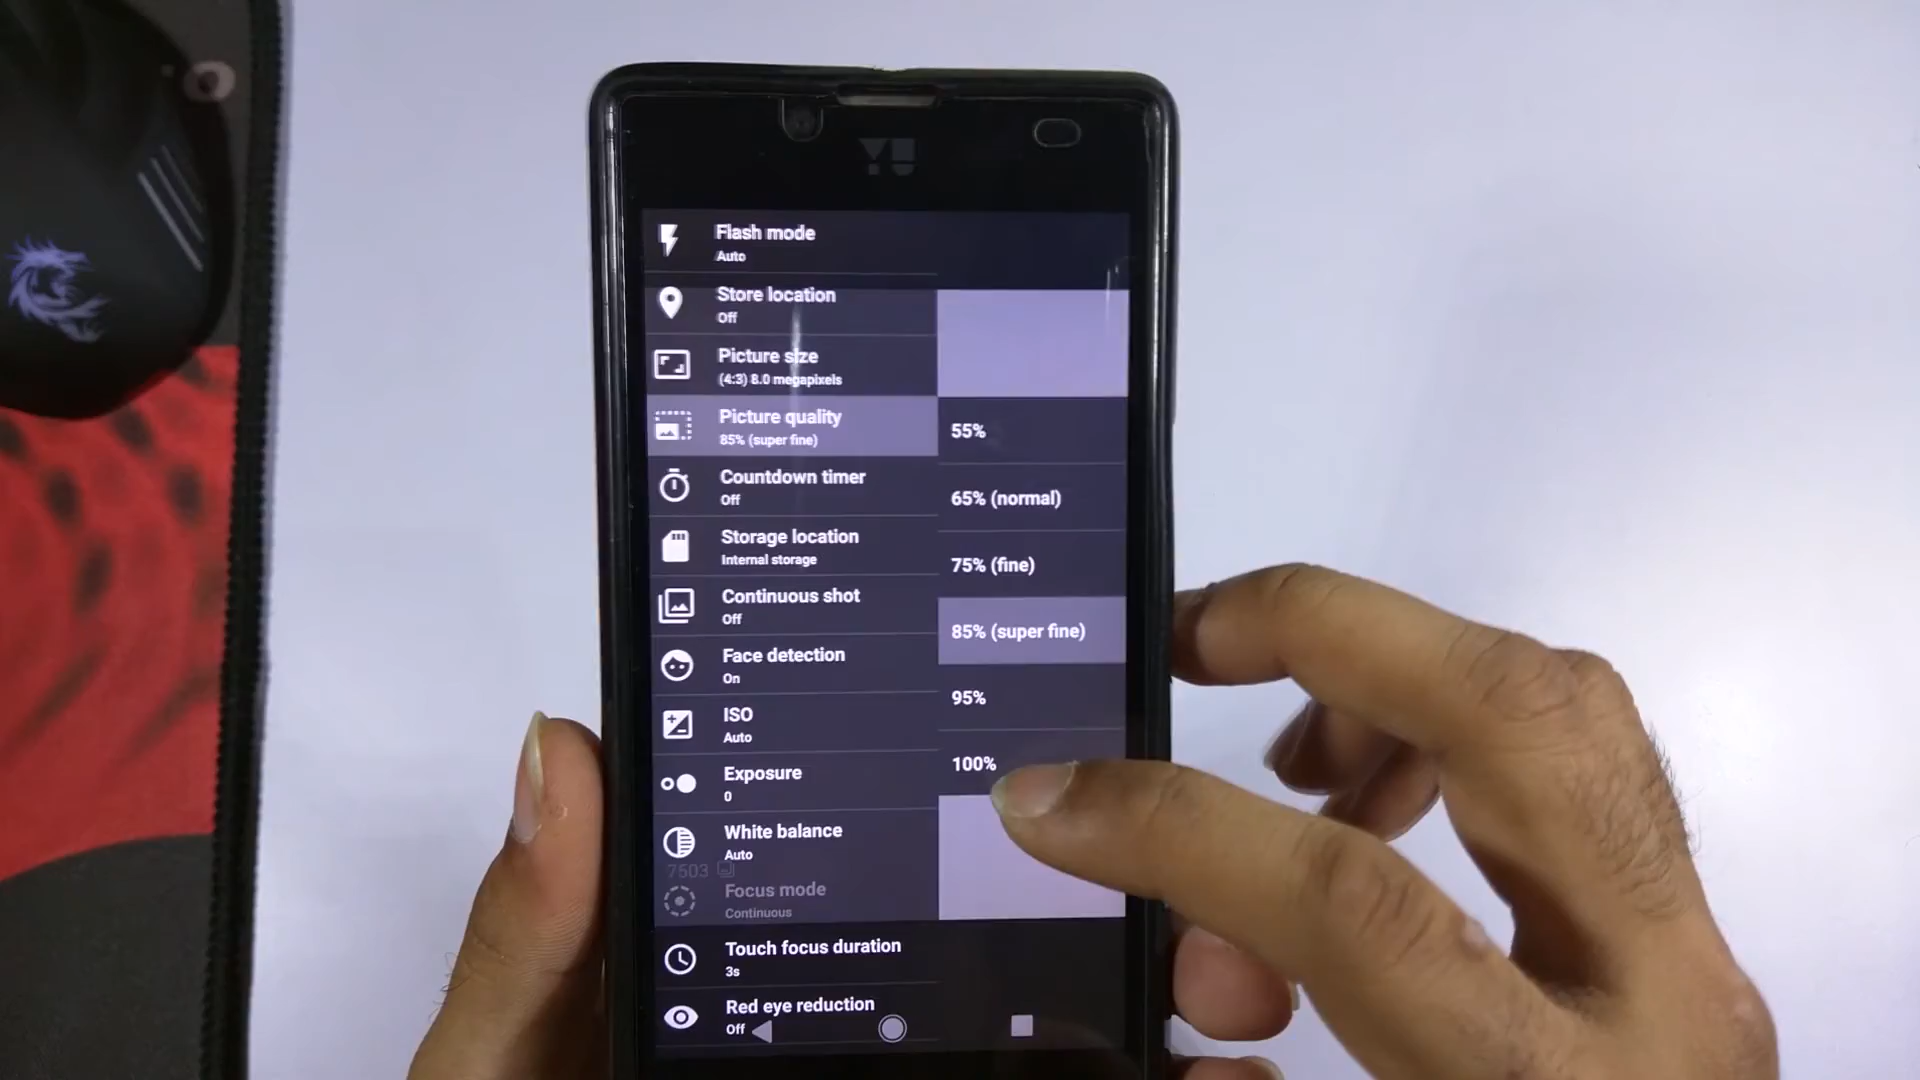 YU
Flash mode
Auto
Store location
Off
Picture size
(4:3) 8.0 megapixels
Picture quality
85% (super fine)
Countdown timer
Off
Storage location
Internal storage
Continuous shot
Off
Face detection
On
ISO
Auto
Exposure
0
White balance
Auto
7503
Focus mode
Continuous
Touch focus duration
3s
Red eye reduction
Off
55%
65% (normal)
75% (fine)
85% (super fine)
95%
100%